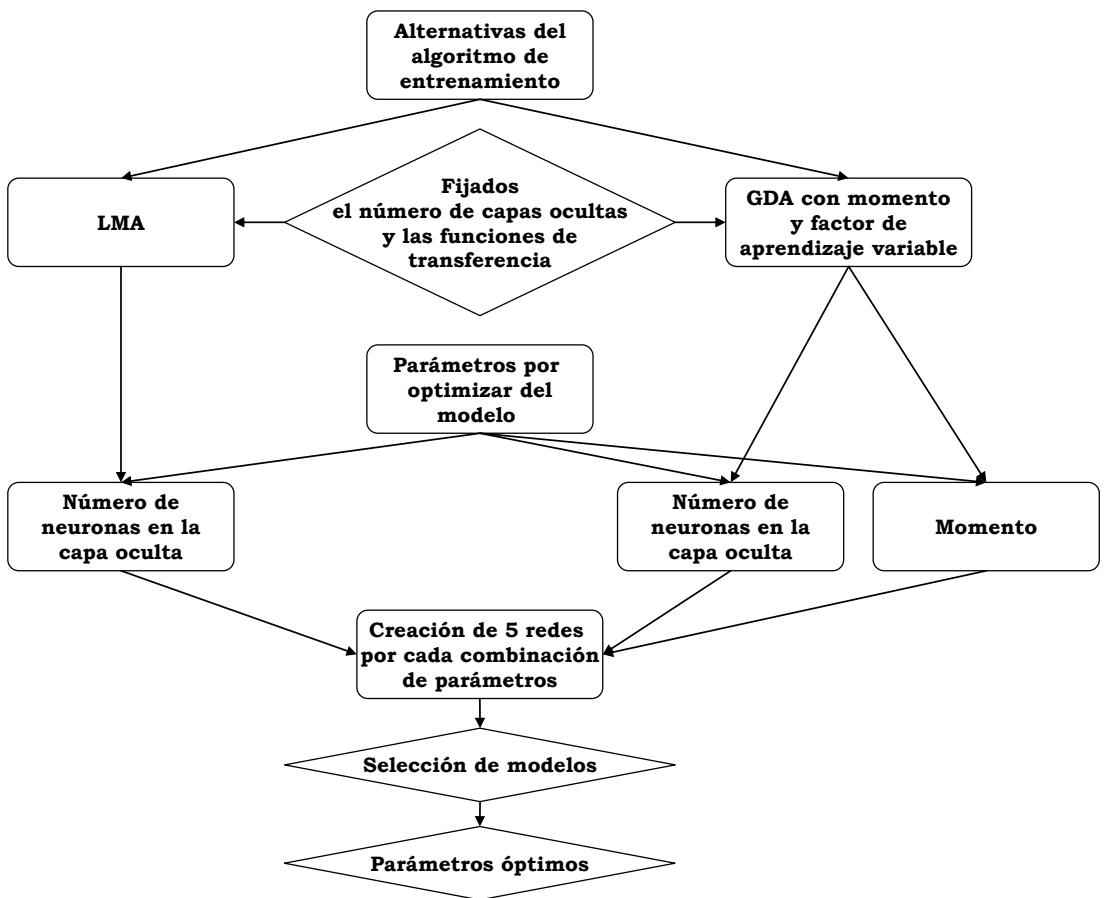 Alternativas del
algoritmo de
entrenamiento
LMA
Fijados
el número de capas ocultas
y las funciones de
transferencia
GDA con momento
y factor de
aprendizaje variable
Parámetros por
optimizar del
modelo
Número de
neuronas en la
capa oculta
Número de
neuronas en la
capa oculta
Momento
Creación de 5 redes
por cada combinación
de parámetros
Selección de modelos
Parámetros óptimos